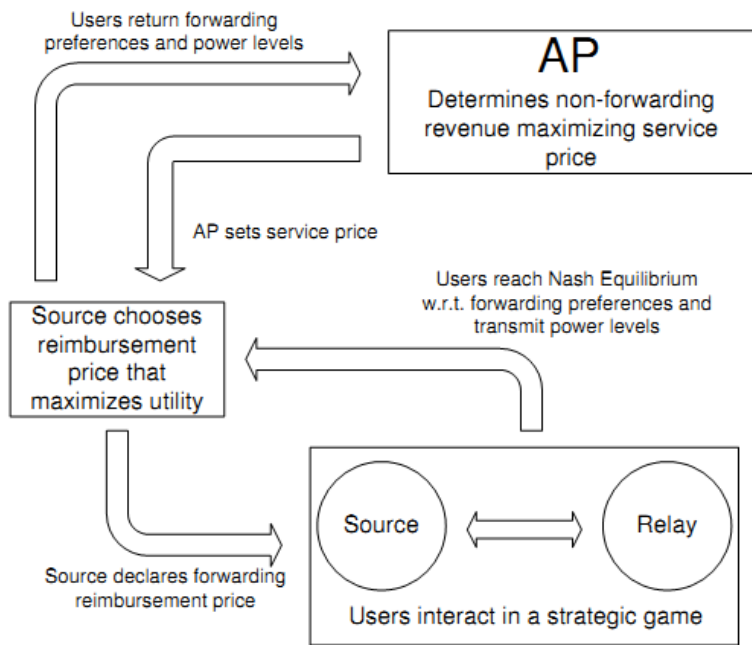 Users return forwarding
preferences and power levels
AP
Determines non-forwarding
revenue maximizing service
price
AP sets service price
Users reach Nash Equilibrium
w.r.t. forwarding preferences and
transmit power levels
Source chooses
reimbursement
price that
maximizes utility
Source
Relay
Source declares forwarding
reimbursement price
Users interact in a strategic game